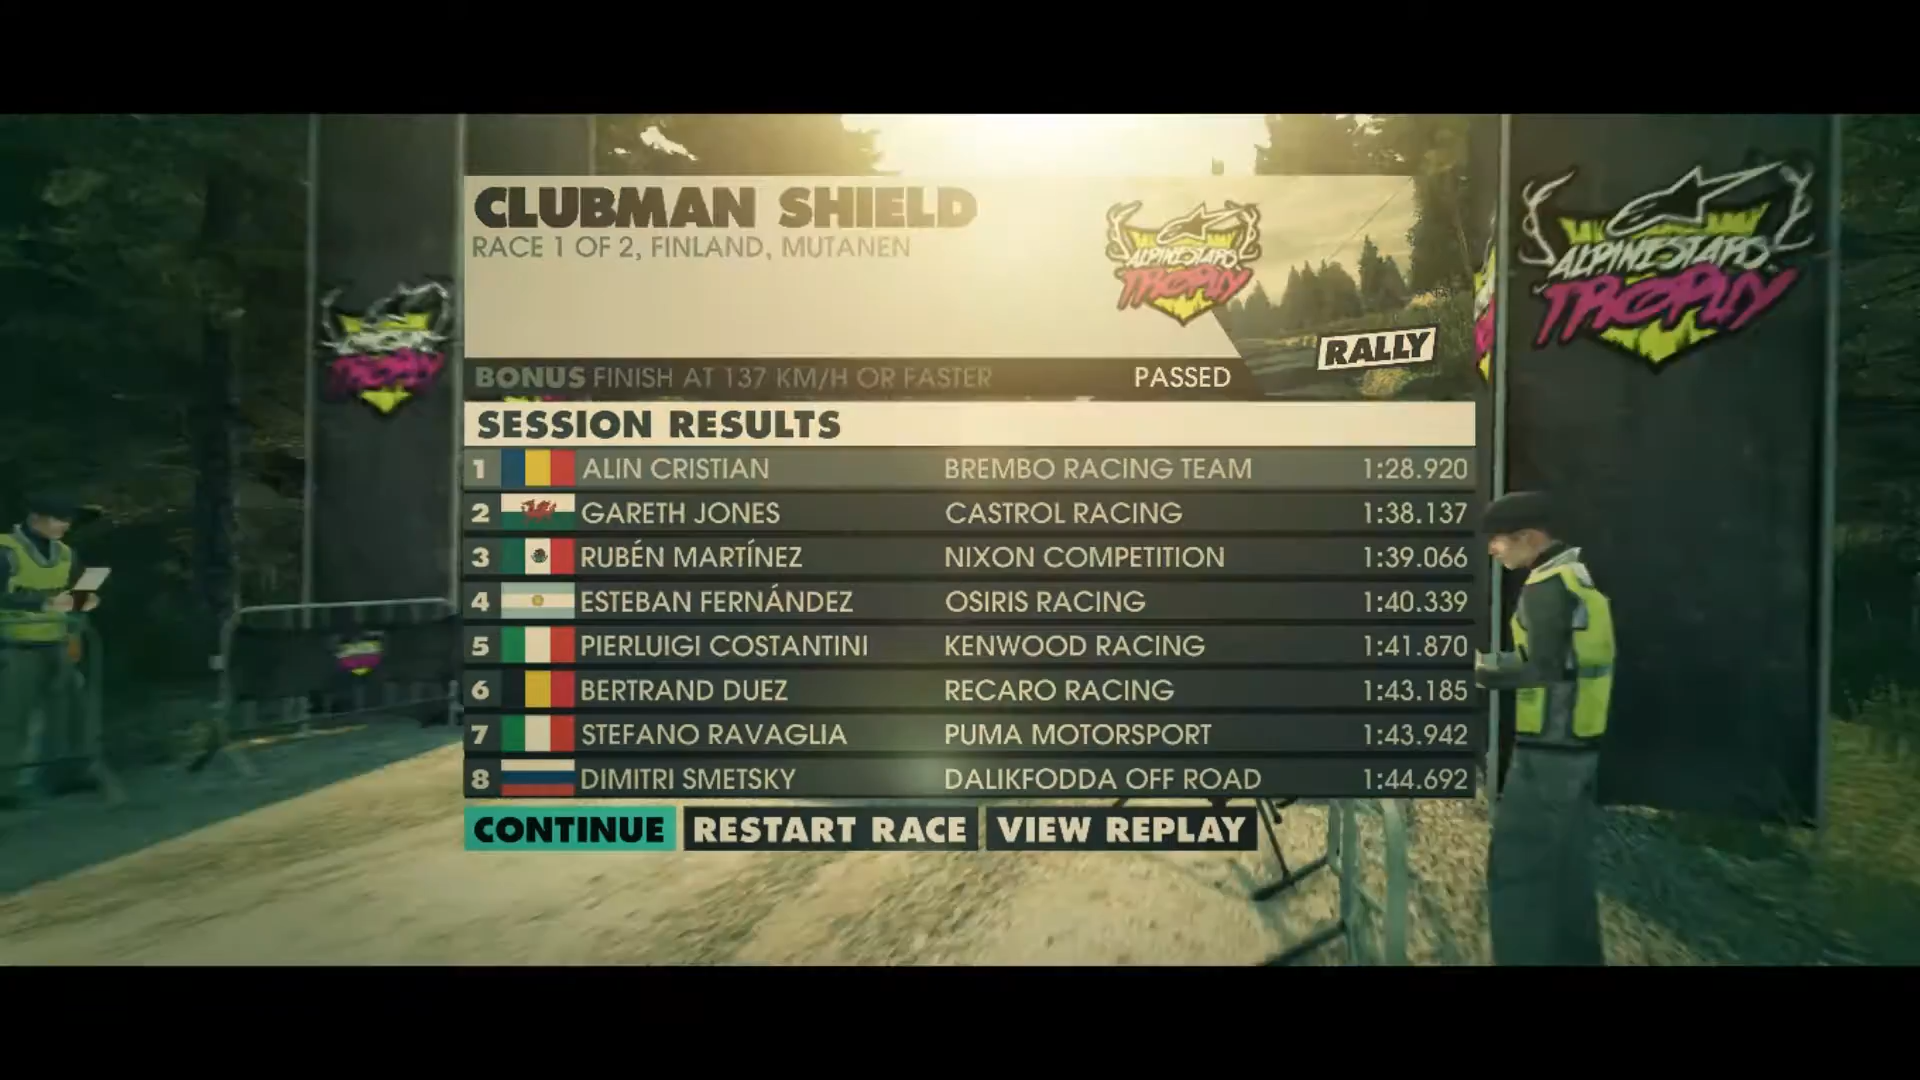 CLUBMAN SHIELD
RACE 1 OF 2, FINLAND, MUTANEN
ALPINESTARS
TROPHY
RALLY
BONUS FINISH AT 137 KM/H OR FASTER PASSED
SESSION RESULTS
1 ALIN CRISTIAN BREMBO RACING TEAM 1:28.920
2 GARETH JONES CASTROL RACING 1:38.137
3 RUBÉN MARTÍNEZ NIXON COMPETITION 1:39.066
4 ESTEBAN FERNÁNDEZ OSIRIS RACING 1:40.339
5 PIERLUIGI COSTANTINI KENWOOD RACING 1:41.870
6 BERTRAND DUEZ RECARO RACING 1:43.185
7 STEFANO RAVAGLIA PUMA MOTORSPORT 1:43.942
8 DIMITRI SMETSKY DALIKFODDA OFF ROAD 1:44.692
CONTINUE RESTART RACE VIEW REPLAY
ALPINESTARS
TROPHY
TROPHY